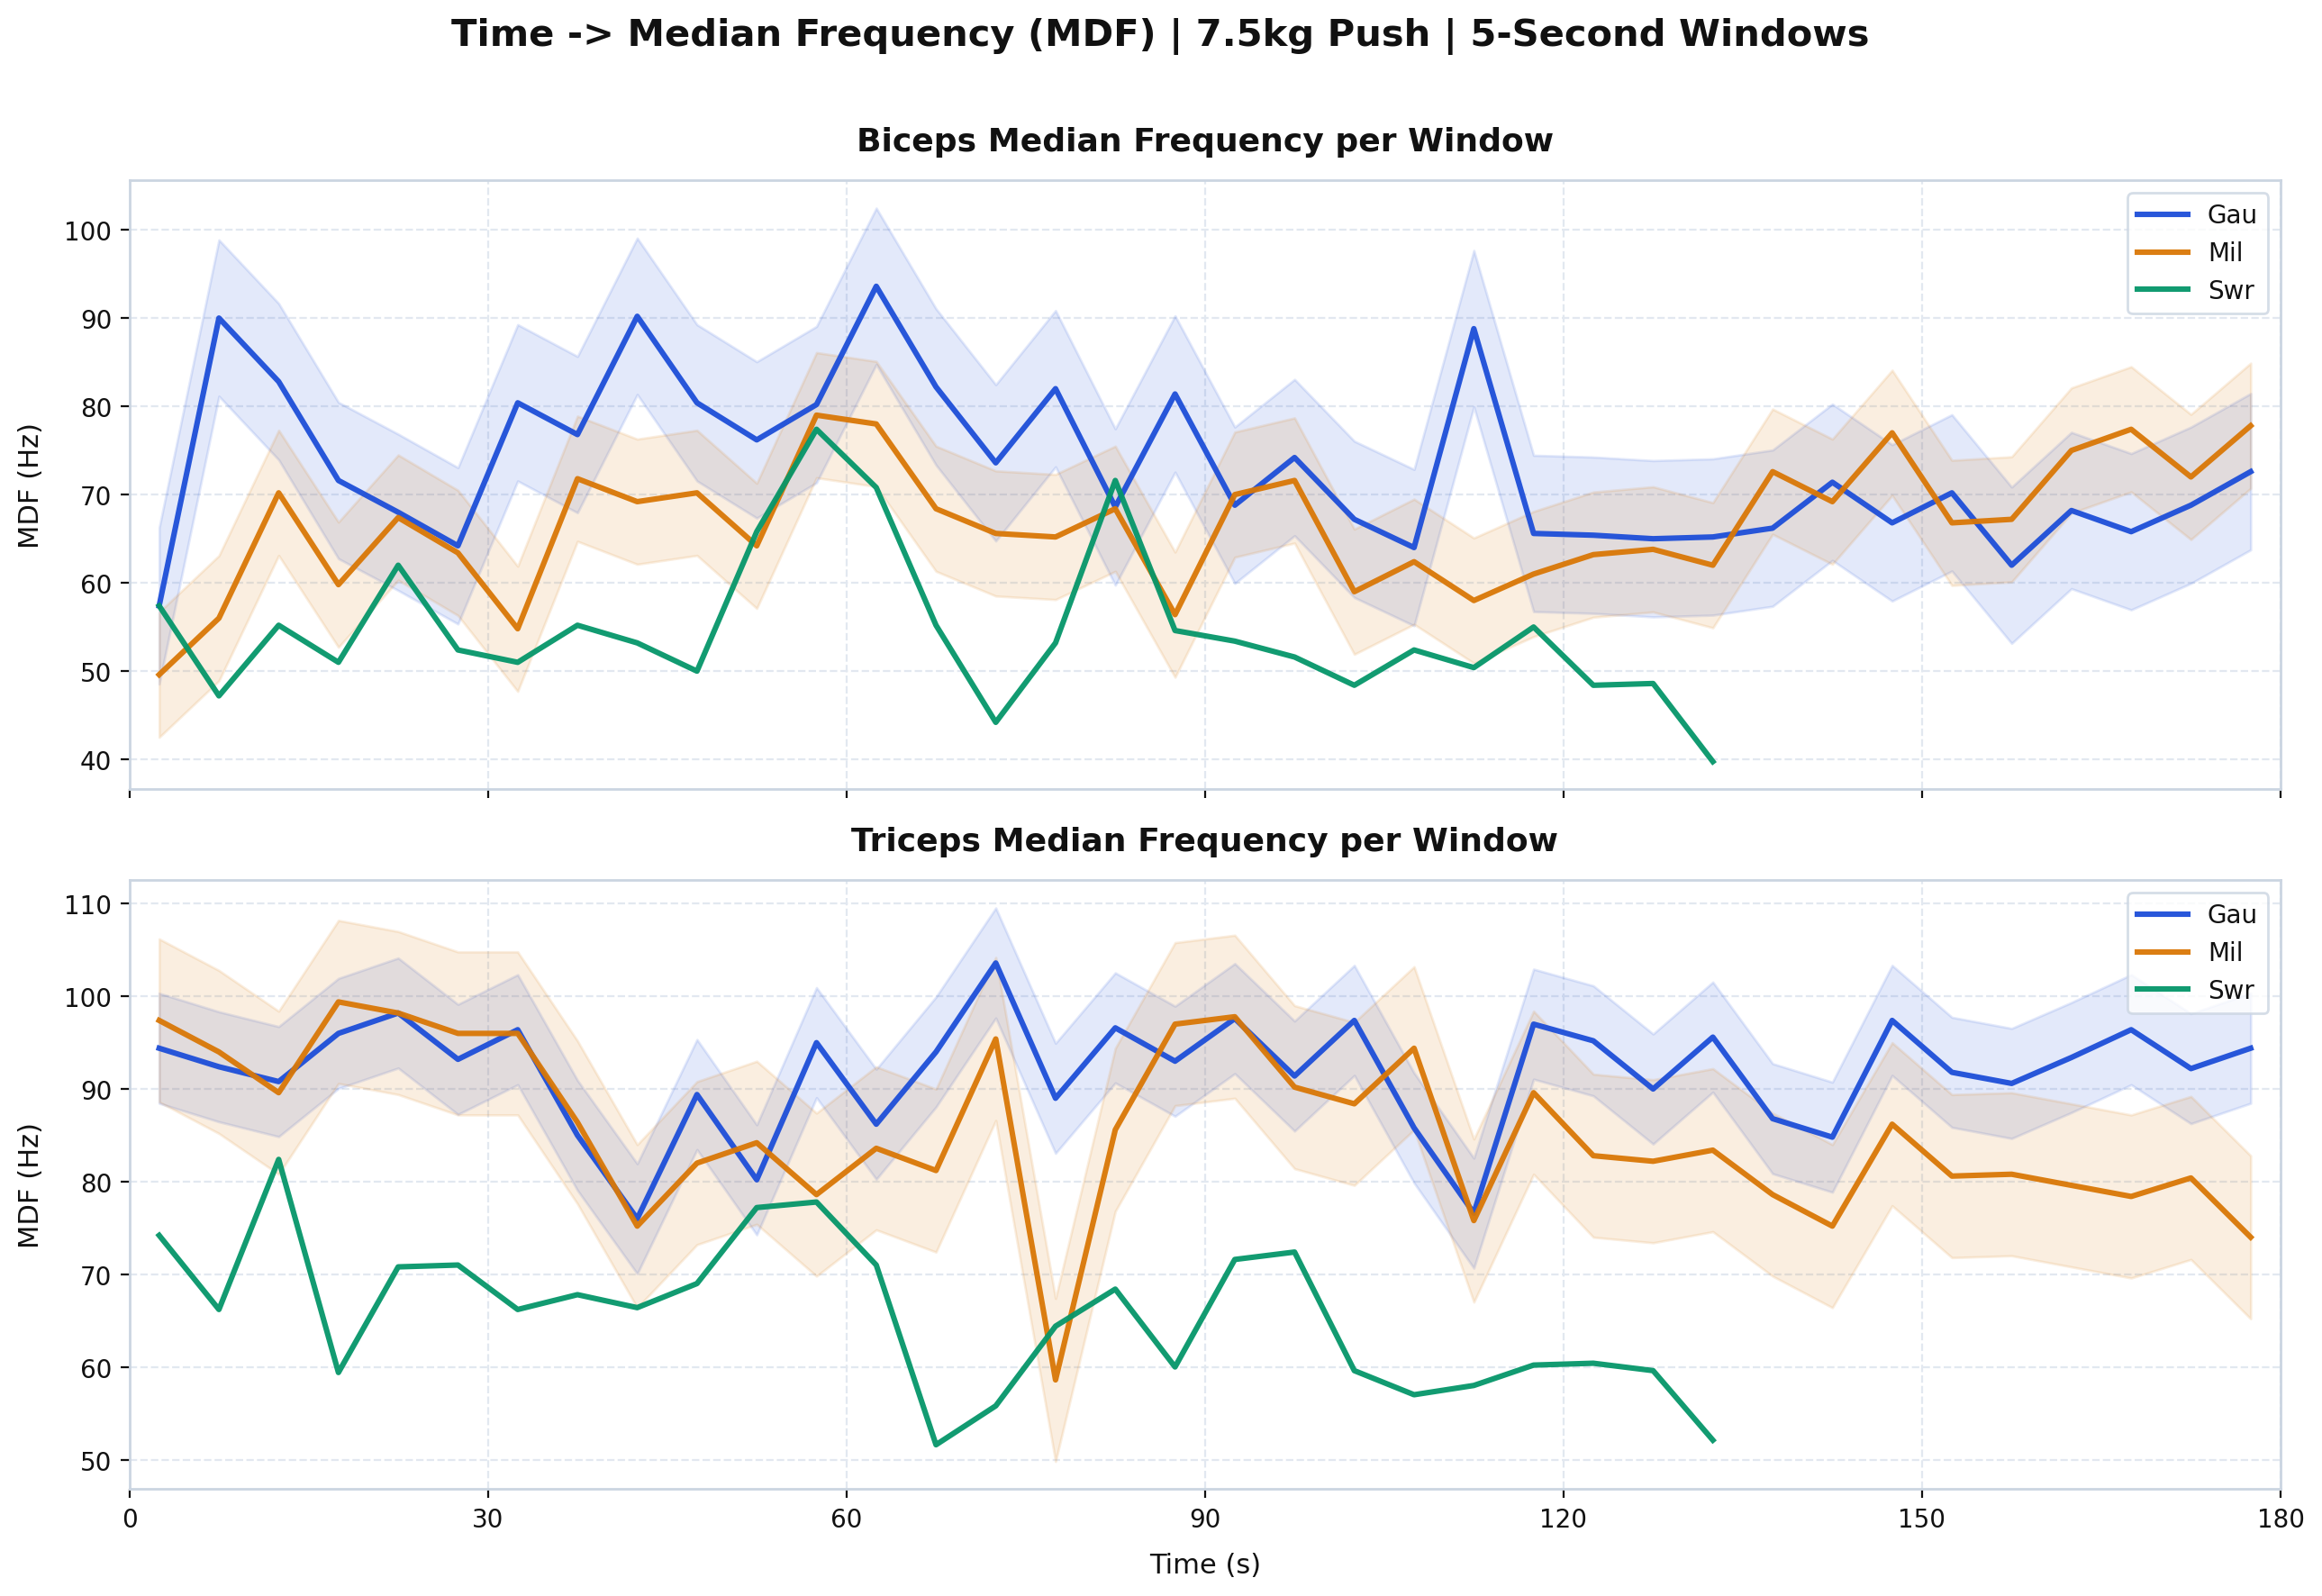 Time -> Median Frequency (MDF) | 7.5kg Push | 5-Second Windows
Biceps Median Frequency per Window
MDF (Hz)
100
90
80
70
60
50
40
Gau
Mil
Swr
Triceps Median Frequency per Window
MDF (Hz)
110
100
90
80
70
60
50
Gau
Mil
Swr
0 30 60 90 120 150 180
Time (s)